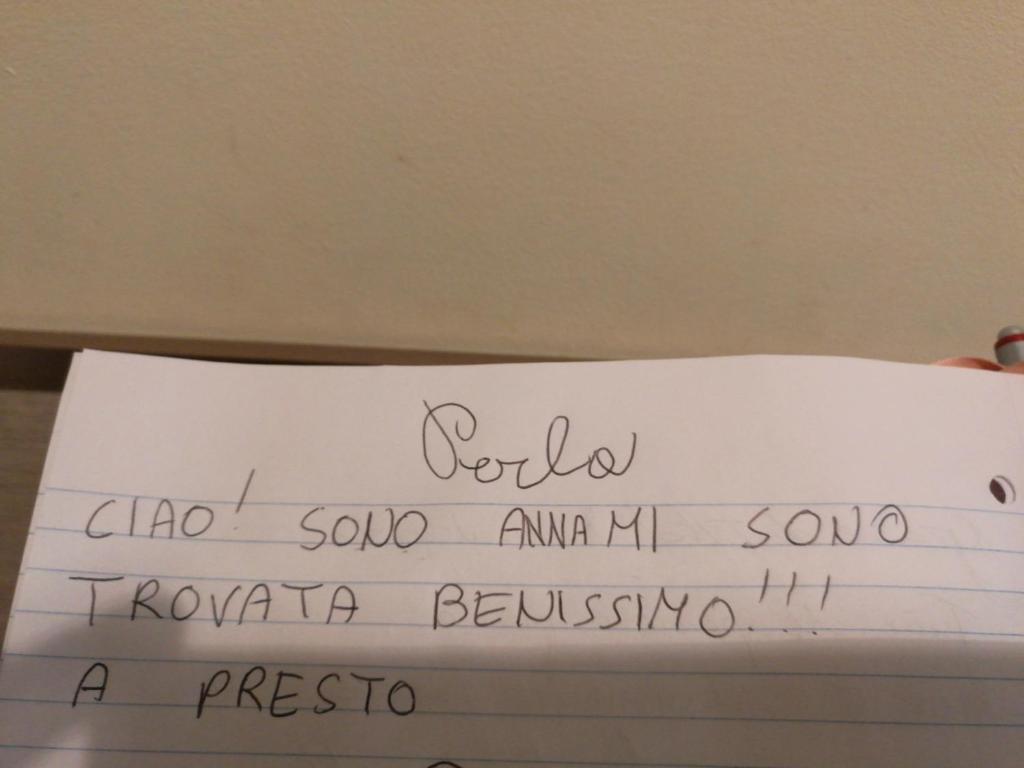 Perla
CIAO! SONO ANNA MI SONO
TROVATA BENISSIMO!!!
A PRESTO